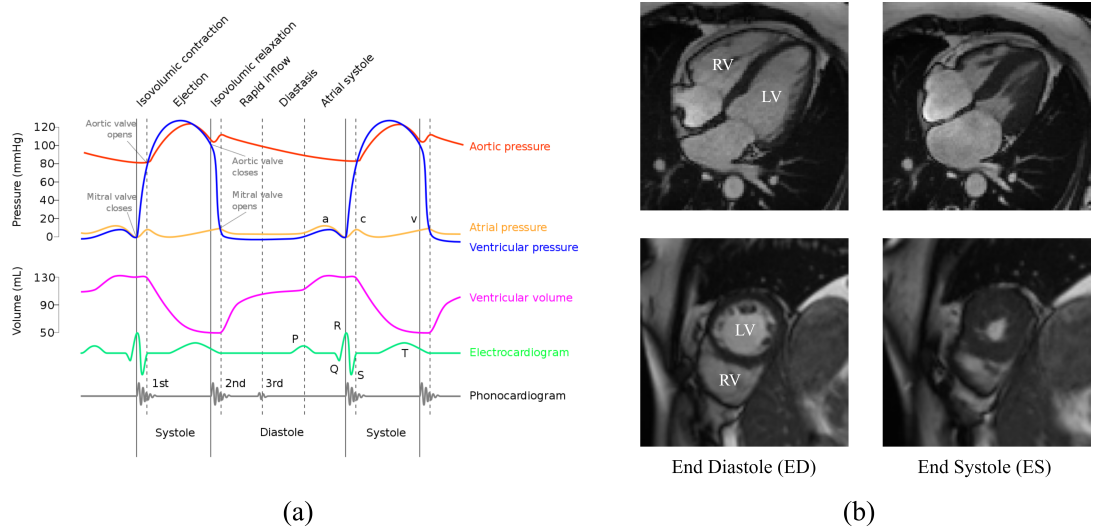 Isovolumic contraction
Ejection
Isovolumic relaxation
Rapid inflow
Diastasis
Atrial systole
Pressure (mmHg)
120
100
80
60
40
20
0
Aortic valve
opens
Mitral valve
closes
Aortic valve
closes
Mitral valve
opens
a
c
v
Aortic pressure
Atrial pressure
Ventricular pressure
Volume (mL)
130
90
50
Ventricular volume
R
P
Q
S
T
Electrocardiogram
1st
2nd
3rd
Phonocardiogram
Systole
Diastole
Systole
(a)
RV
LV
LV
RV
End Diastole (ED)
End Systole (ES)
(b)